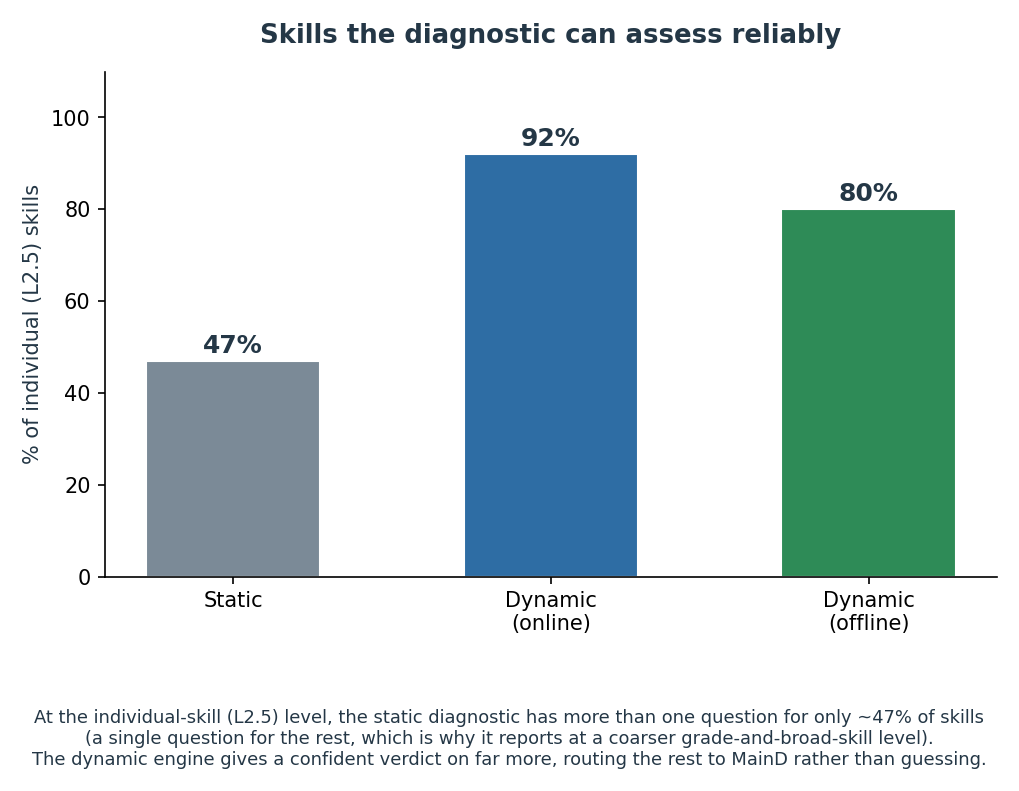 Skills the diagnostic can assess reliably
% of individual (L2.5) skills
100
80
60
40
20
0
47%
92%
80%
Static
Dynamic
(online)
Dynamic
(offline)
At the individual-skill (L2.5) level, the static diagnostic has more than one question for only ~47% of skills
(a single question for the rest, which is why it reports at a coarser grade-and-broad-skill level).
The dynamic engine gives a confident verdict on far more, routing the rest to MainD rather than guessing.